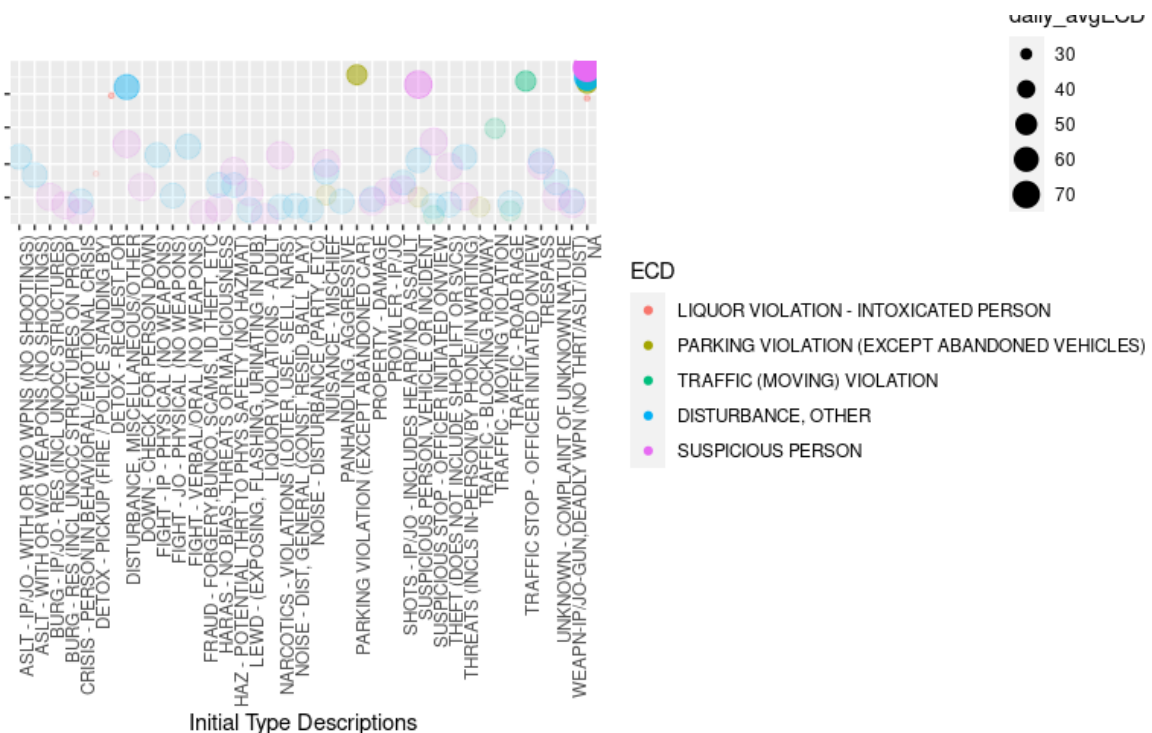 daily_avgECD
30
40
50
60
70
ECD
LIQUOR VIOLATION - INTOXICATED PERSON
PARKING VIOLATION (EXCEPT ABANDONED VEHICLES)
TRAFFIC (MOVING) VIOLATION
DISTURBANCE, OTHER
SUSPICIOUS PERSON
ASLT - IP/JO - WITH OR W/O WPNS (NO SHOOTINGS)
ASLT - WITH OR W/O WEAPONS (NO SHOOTINGS)
BURG - IP/JO - RES (INCL UNOCC STRUCTURES)
BURG - RES (INCL UNOCC STRUCTURES ON PROP)
CRISIS - PERSON IN BEHAVIORAL/EMOTIONAL CRISIS
DETOX - PICKUP (FIRE / POLICE STANDING BY)
DETOX - REQUEST FOR
DISTURBANCE, MISCELLANEOUS/OTHER
DOWN - CHECK FOR PERSON DOWN
FIGHT - IP - PHYSICAL (NO WEAPONS)
FIGHT - JO - PHYSICAL (NO WEAPONS)
FIGHT - VERBAL/ORAL (NO WEAPONS)
FRAUD - FORGERY,BUNCO, SCAMS, ID THEFT, ETC
HARAS - NO BIAS, THREATS OR MALICIOUSNESS
HAZ - POTENTIAL THRT TO PHYS SAFETY (NO HAZMAT)
LEWD - (EXPOSING, FLASHING, URINATING IN PUB)
LIQUOR VIOLATIONS - ADULT
NARCOTICS - VIOLATIONS (LOITER, USE, SELL, NARS)
NOISE - DIST, GENERAL (CONST, RESID, BALL PLAY)
NOISE - DISTURBANCE (PARTY, ETC)
NUISANCE - MISCHIEF
PANHANDLING, AGGRESSIVE
PARKING VIOLATION (EXCEPT ABANDONED CAR)
PROPERTY - DAMAGE
PROWLER - IP/JO
SHOTS - IP/JO - INCLUDES HEARD/NO ASSAULT
SUSPICIOUS PERSON, VEHICLE OR INCIDENT
SUSPICIOUS STOP - OFFICER INITIATED ONVIEW
THEFT (DOES NOT INCLUDE SHOPLIFT OR SVCS)
THREATS (INCLS IN-PERSON/BY PHONE/IN WRITING)
TRAFFIC - BLOCKING ROADWAY
TRAFFIC - MOVING VIOLATION
TRAFFIC - ROAD RAGE
TRAFFIC STOP - OFFICER INITIATED ONVIEW
TRESPASS
UNKNOWN - COMPLAINT OF UNKNOWN NATURE
WEAPN-IP/JO-GUN,DEADLY WPN (NO THRT/ASLT/DIST)
NA
Initial Type Descriptions